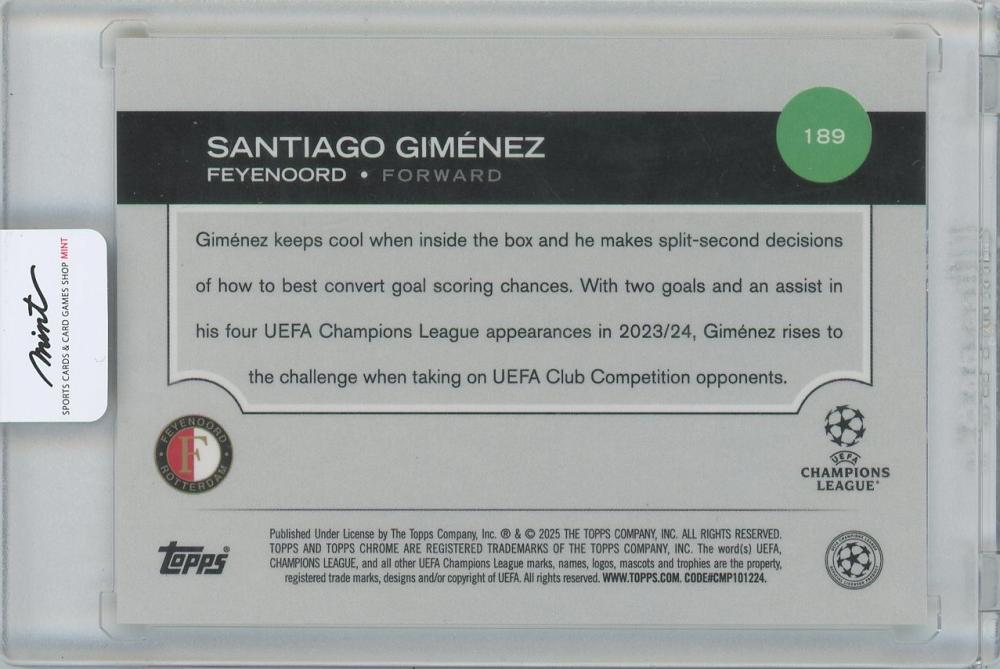 SANTIAGO GIMÉNEZ
189
FEYENOORD • FORWARD
Giménez keeps cool when inside the box and he makes split-second decisions
of how to best convert goal scoring chances. With two goals and an assist in
his four UEFA Champions League appearances in 2023/24, Giménez rises to
the challenge when taking on UEFA Club Competition opponents.
mint
SPORTS CARDS & CARD GAMES SHOP MINT
FEYENOORD
F
ROTTERDAM
UEFA
CHAMPIONS
LEAGUE
topps®
Published Under License by The Topps Company, Inc. ® & © 2025 THE TOPPS COMPANY, INC. ALL RIGHTS RESERVED.
TOPPS AND TOPPS CHROME ARE REGISTERED TRADEMARKS OF THE TOPPS COMPANY, INC. The word(s) UEFA,
CHAMPIONS LEAGUE, and all other UEFA Champions League marks, names, logos, mascots and trophies are the property,
registered trade marks, designs and/or copyright of UEFA. All rights reserved. WWW.TOPPS.COM. CODE#CMP101224.